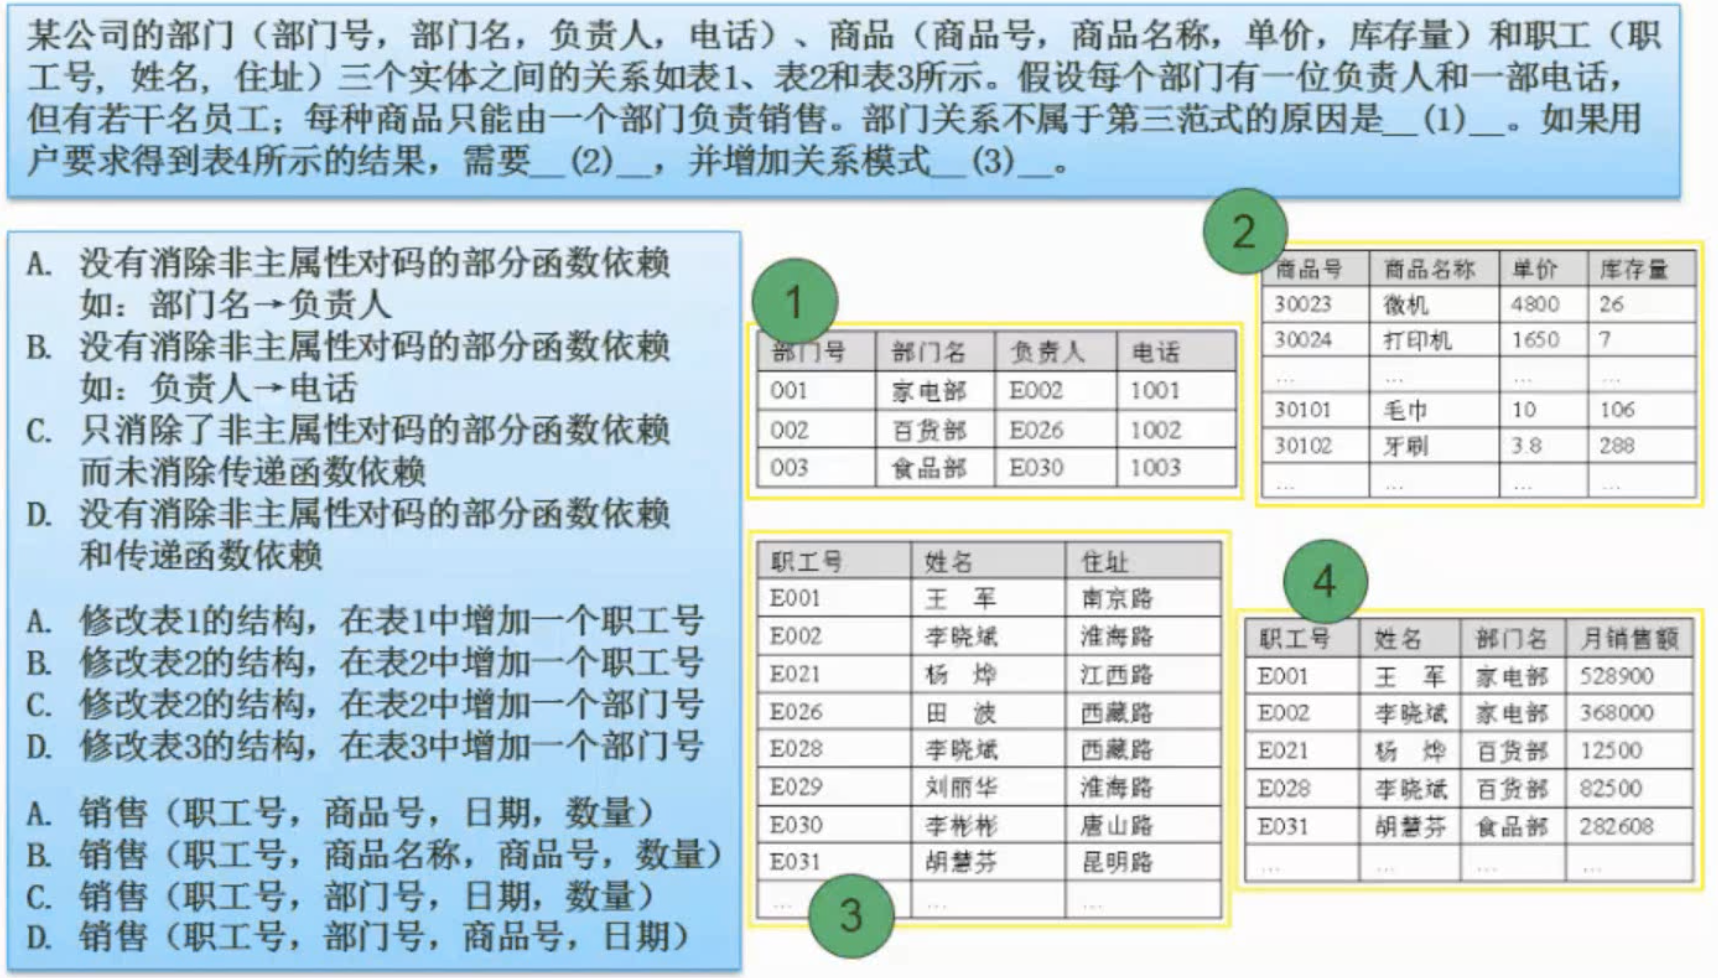 某公司的部门（部门号，部门名，负责人，电话）、商品（商品号，商品名称，单价，库存量）和职工（职
工号，姓名，住址）三个实体之间的关系如表1、表2和表3所示。假设每个部门有一位负责人和一部电话，
但有若干名员工；每种商品只能由一个部门负责销售。部门关系不属于第三范式的原因是__(1)__。如果用
户要求得到表4所示的结果，需要__(2)__，并增加关系模式__(3)__。
A. 没有消除非主属性对码的部分函数依赖
如：部门名→负责人
B. 没有消除非主属性对码的部分函数依赖
如：负责人→电话
C. 只消除了非主属性对码的部分函数依赖
而未消除传递函数依赖
D. 没有消除非主属性对码的部分函数依赖
和传递函数依赖
A. 修改表1的结构，在表1中增加一个职工号
B. 修改表2的结构，在表2中增加一个职工号
C. 修改表2的结构，在表2中增加一个部门号
D. 修改表3的结构，在表3中增加一个部门号
A. 销售（职工号，商品号，日期，数量）
B. 销售（职工号，商品名称，商品号，数量）
C. 销售（职工号，部门号，日期，数量）
D. 销售（职工号，部门号，商品号，日期）
1
部门号 部门名 负责人 电话
001 家电部 E002 1001
002 百货部 E026 1002
003 食品部 E030 1003
2
商品号 商品名称 单价 库存量
30023 微机 4800 26
30024 打印机 1650 7
... ... ... ...
30101 毛巾 10 106
30102 牙刷 3.8 288
... ... ... ...
职工号 姓名 住址
E001 王 军 南京路
E002 李晓斌 淮海路
E021 杨 烨 江西路
E026 田 波 西藏路
E028 李晓斌 西藏路
E029 刘丽华 淮海路
E030 李彬彬 唐山路
E031 胡慧芬 昆明路
... ... ...
3
4
职工号 姓名 部门名 月销售额
E001 王 军 家电部 528900
E002 李晓斌 家电部 368000
E021 杨 烨 百货部 12500
E028 李晓斌 百货部 82500
E031 胡慧芬 食品部 282608
... ... ... ...